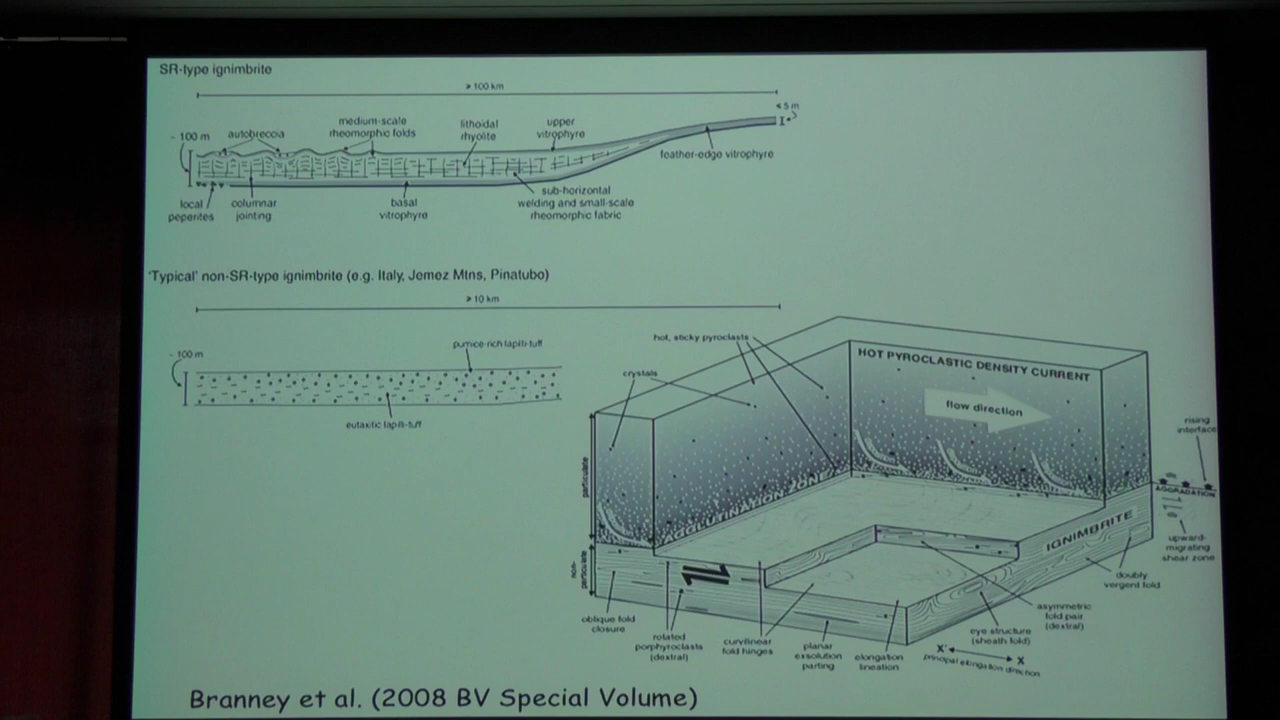 SR-type ignimbrite
> 100 km
< 5 m
~ 100 m
autobreccia
medium-scale
rheomorphic folds
lithoidal
rhyolite
upper
vitrophyre
feather-edge vitrophyre
local
peperites
columnar
jointing
basal
vitrophyre
sub-horizontal
welding and small-scale
rheomorphic fabric
'Typical' non-SR-type ignimbrite (e.g. Italy, Jemez Mtns, Pinatubo)
> 10 km
~ 100 m
pumice-rich lapilli-tuff
eutaxitic lapilli-tuff
hot, sticky pyroclasts
crystals
HOT PYROCLASTIC DENSITY CURRENT
flow direction
rising
interface
particulate
AGGLUTINATION ZONE
AGGRADATION
IGNIMBRITE
upward-
migrating
shear zone
non-
particulate
doubly
vergent fold
oblique fold
closure
rotated
porphyroclasts
(dextral)
curvilinear
fold hinges
planar
exsolution
parting
elongation
lineation
eye structure
(sheath fold)
asymmetric
fold pair
(dextral)
X' X
principal elongation direction
Branney et al. (2008 BV Special Volume)